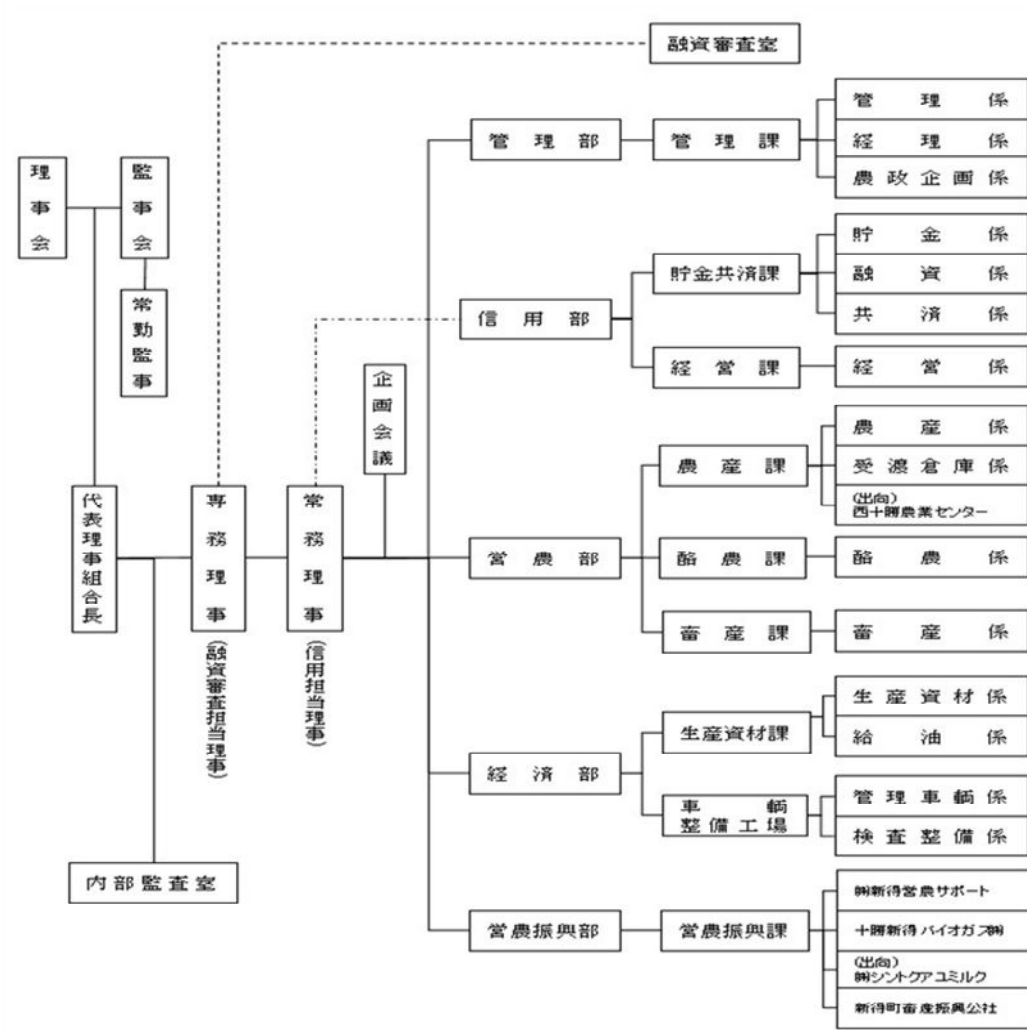 融資審査室
管理部
管理課
管理係
経理係
農政企画係
理事会
監事会
常勤監事
信用部
貯金共済課
貯金係
融資係
共済係
経営課
経営係
企画会議
代表理事組合長
専務理事
(融資審査担当理事)
常務理事
(信用担当理事)
営農部
農産課
農産係
受渡倉庫係
(出向)
西十勝農業センター
酪農課
酪農係
畜産課
畜産係
経済部
生産資材課
生産資材係
給油係
車輌
整備工場
管理車輌係
検査整備係
内部監査室
営農振興部
営農振興課
㈱新得営農サポート
十勝新得バイオガス㈱
(出向)
㈱シントクアユミルク
新得町畜産振興公社